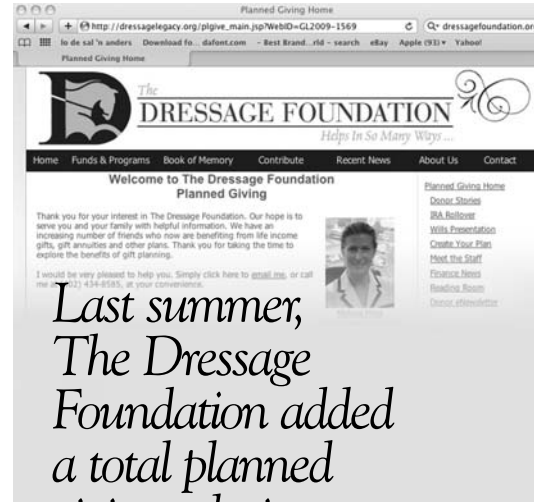 Planned Giving Home
http://dressagelegacy.org/plgive_main.jsp?WebID=GL2009-1569
dressagefoundation.or
lo de sal 'n anders Download fo... dafont.com – Best Brand...rld – search eBay Apple (93) Yahoo!
Planned Giving Home
The
DRESSAGE FOUNDATION
Helps In So Many Ways ...
Home Funds & Programs Book of Memory Contribute Recent News About Us Contact
Welcome to The Dressage Foundation
Planned Giving
Thank you for your interest in The Dressage Foundation. Our hope is to
serve you and your family with helpful information. We have an
increasing number of friends who now are benefiting from life income
gifts, gift annuities and other plans. Thank you for taking the time to
explore the benefits of gift planning.
I would be very pleased to help you. Simply click here to email me, or call
me at 02) 434-8585, at your convenience.
Planned Giving Home
Donor Stories
IRA Rollover
Wills Presentation
Create Your Plan
Meet the Staff
Finance News
Reading Room
Donor eNewsletter
Last summer,
The Dressage
Foundation added
a total planned